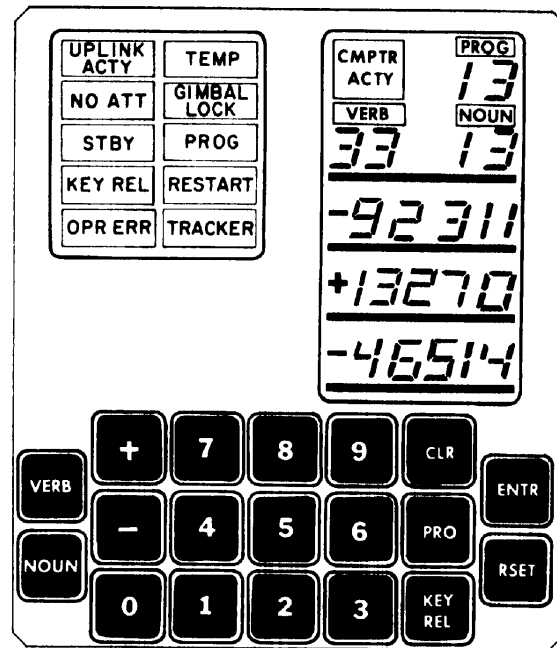 UPLINK ACTY
TEMP
NO ATT
GIMBAL LOCK
STBY
PROG
KEY REL
RESTART
OPR ERR
TRACKER
CMPTR ACTY
PROG
13
VERB
NOUN
33
13
-92311
+13270
-46514
VERB
NOUN
+
7
8
9
CLR
-
4
5
6
PRO
0
1
2
3
KEY REL
ENTR
RSET